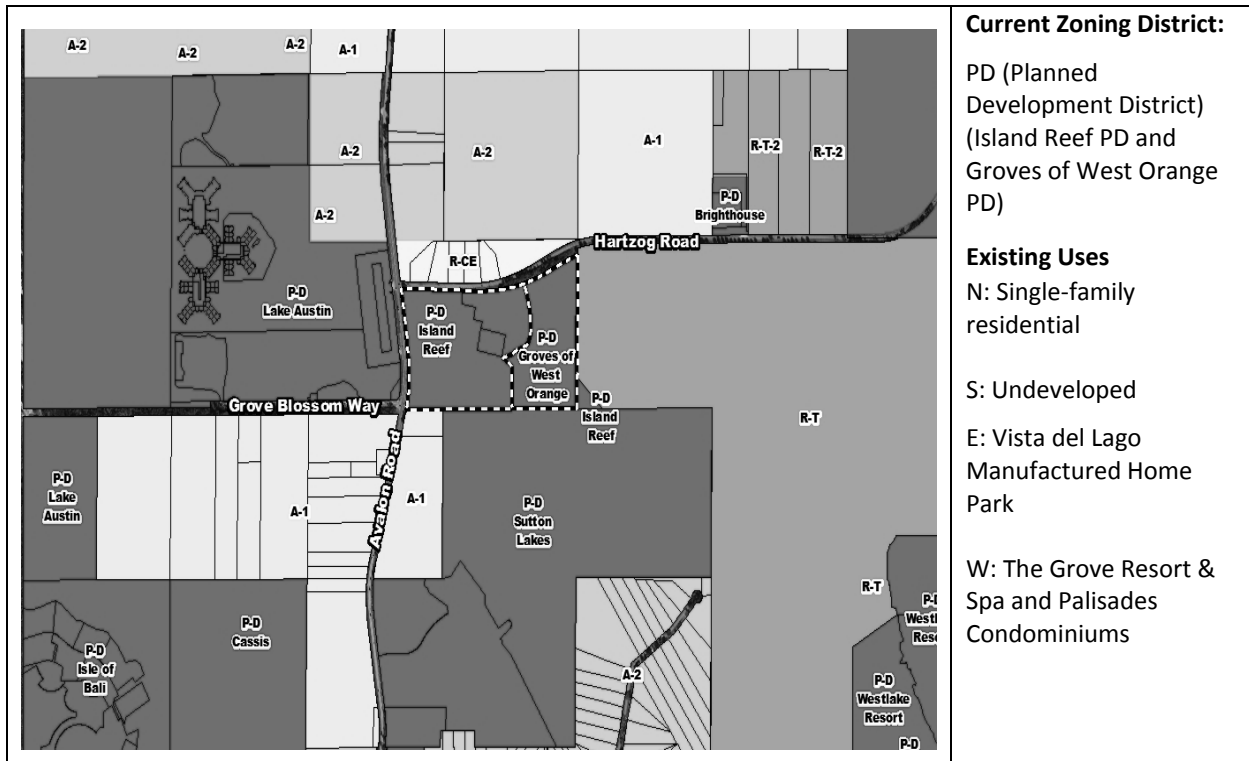 A-2
A-2
A-2
A-1
A-2
A-2
A-1
R-T-2
R-T-2
A-2
P-D
Brighthouse
Hartzog Road
R-CE
P-D
Lake Austin
P-D
Island
Reef
P-D
Groves of
West
Orange
P-D
Island
Reef
Grove Blossom Way
R-T
P-D
Lake
Austin
A-1
Avalon Road
A-1
P-D
Sutton
Lakes
P-D
Cassis
P-D
Isle of
Bali
A-2
R-T
P-D
Westlake
Resort
P-D
Current Zoning District:
PD (Planned
Development District)
(Island Reef PD and
Groves of West Orange
PD)
Existing Uses
N: Single-family
residential
S: Undeveloped
E: Vista del Lago
Manufactured Home
Park
W: The Grove Resort &
Spa and Palisades
Condominiums